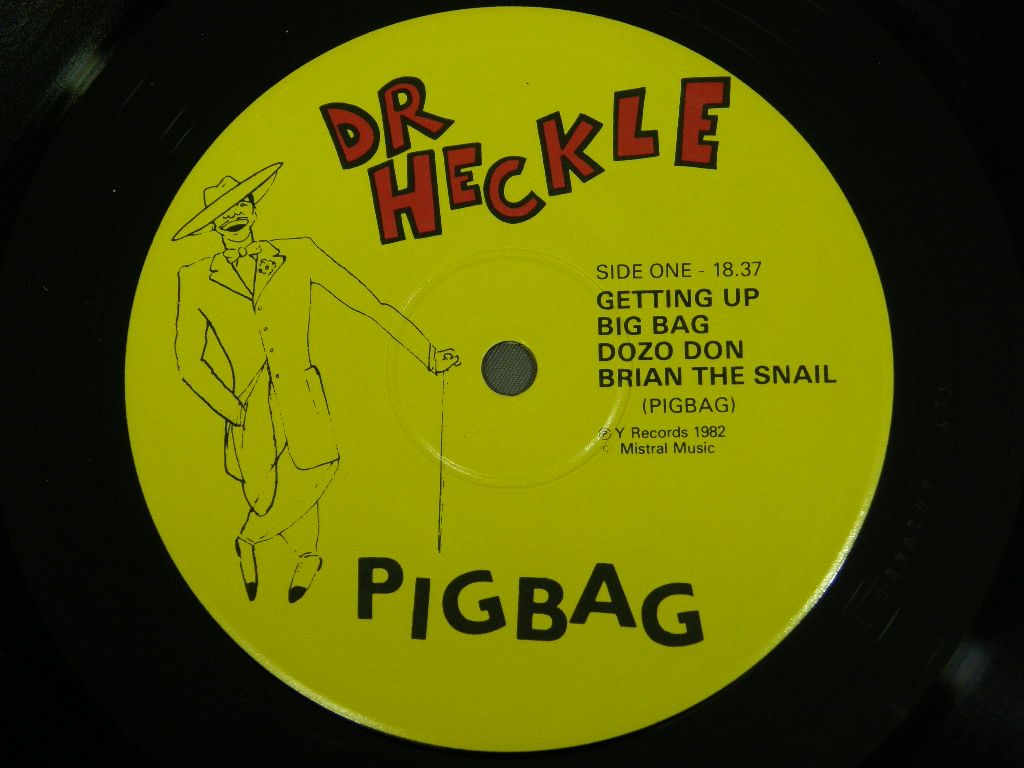 DR
HECKLE
SIDE ONE - 18.37
GETTING UP
BIG BAG
DOZO DON
BRIAN THE SNAIL
(PIGBAG)
℗ Y Records 1982
© Mistral Music
PIGBAG